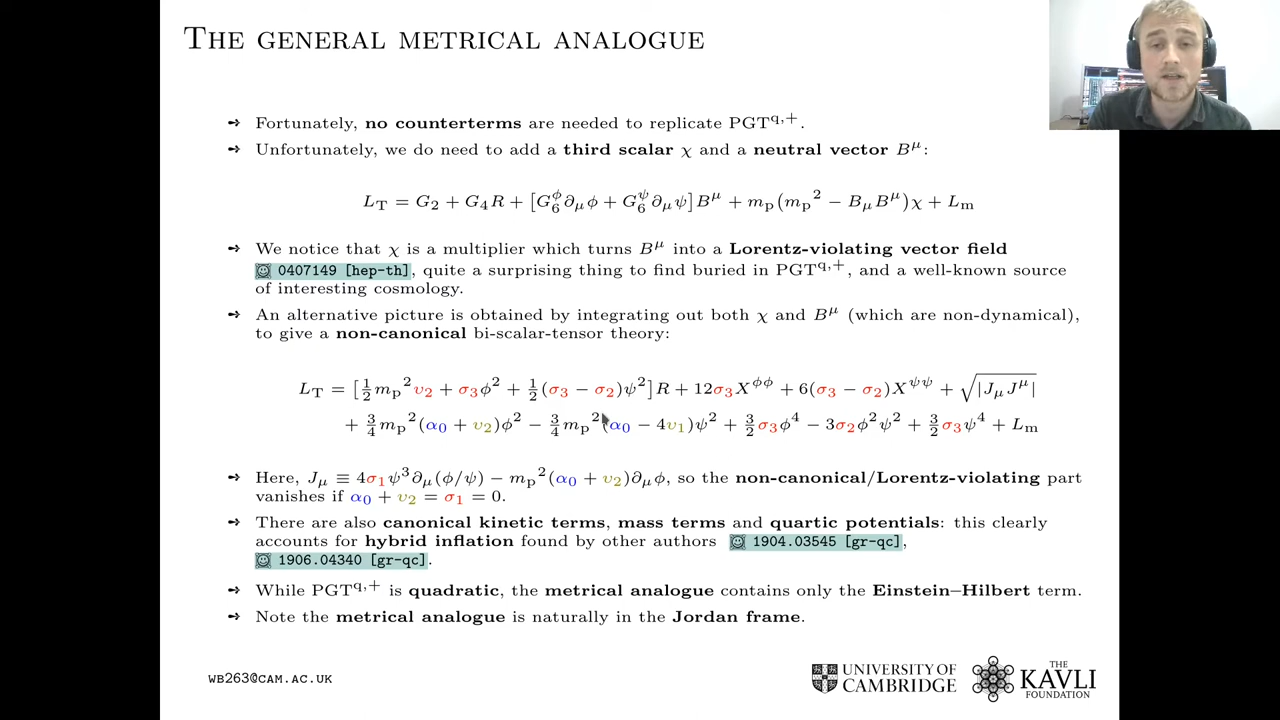 The general metrical analogue
➺ Fortunately, no counterterms are needed to replicate PGT^{q,+}.
➺ Unfortunately, we do need to add a third scalar χ and a neutral vector B^μ:
L_T = G_2 + G_4 R + [G_6^ϕ ∂_μ ϕ + G_6^ψ ∂_μ ψ] B^μ + m_p(m_p^2 − B_μ B^μ)χ + L_m
➺ We notice that χ is a multiplier which turns B^μ into a Lorentz-violating vector field
0407149 [hep-th], quite a surprising thing to find buried in PGT^{q,+}, and a well-known source
of interesting cosmology.
➺ An alternative picture is obtained by integrating out both χ and B^μ (which are non-dynamical),
to give a non-canonical bi-scalar-tensor theory:
L_T = [½ m_p^2 υ_2 + σ_3 ϕ^2 + ½(σ_3 − σ_2)ψ^2] R + 12σ_3 X^{ϕϕ} + 6(σ_3 − σ_2)X^{ψψ} + √|J_μ J^μ|
+ ¾ m_p^2(α_0 + υ_2)ϕ^2 − ¾ m_p^2(α_0 − 4υ_1)ψ^2 + 3/2 σ_3 ϕ^4 − 3σ_2 ϕ^2 ψ^2 + 3/2 σ_3 ψ^4 + L_m
➺ Here, J_μ ≡ 4σ_1 ψ^3 ∂_μ(ϕ/ψ) − m_p^2(α_0 + υ_2)∂_μ ϕ, so the non-canonical/Lorentz-violating part
vanishes if α_0 + υ_2 = σ_1 = 0.
➺ There are also canonical kinetic terms, mass terms and quartic potentials: this clearly
accounts for hybrid inflation found by other authors 1904.03545 [gr-qc],
1906.04340 [gr-qc].
➺ While PGT^{q,+} is quadratic, the metrical analogue contains only the Einstein–Hilbert term.
➺ Note the metrical analogue is naturally in the Jordan frame.
wb263@cam.ac.uk
UNIVERSITY OF
CAMBRIDGE
THE
KAVLI
FOUNDATION